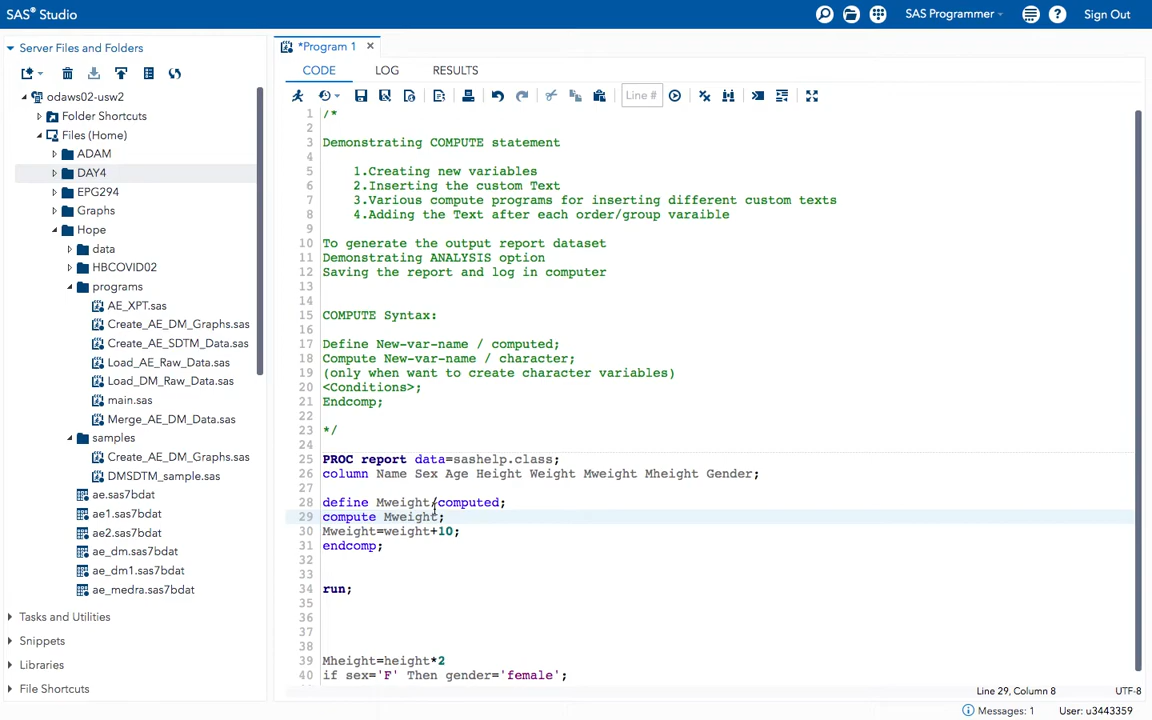 SAS® Studio
SAS Programmer
Sign Out
Server Files and Folders
odaws02-usw2
Folder Shortcuts
Files (Home)
ADAM
DAY4
EPG294
Graphs
Hope
data
HBCOVID02
programs
AE_XPT.sas
Create_AE_DM_Graphs.sas
Create_AE_SDTM_Data.sas
Load_AE_Raw_Data.sas
Load_DM_Raw_Data.sas
main.sas
Merge_AE_DM_Data.sas
samples
Create_AE_DM_Graphs.sas
DMSDTM_sample.sas
ae.sas7bdat
ae1.sas7bdat
ae2.sas7bdat
ae_dm.sas7bdat
ae_dm1.sas7bdat
ae_medra.sas7bdat
Tasks and Utilities
Snippets
Libraries
File Shortcuts
*Program 1
CODE LOG RESULTS
Line #
1 /*
2
3 Demonstrating COMPUTE statement
4
5 1.Creating new variables
6 2.Inserting the custom Text
7 3.Various compute programs for inserting different custom texts
8 4.Adding the Text after each order/group varaible
9
10 To generate the output report dataset
11 Demonstrating ANALYSIS option
12 Saving the report and log in computer
13
14
15 COMPUTE Syntax:
16
17 Define New-var-name / computed;
18 Compute New-var-name / character;
19 (only when want to create character variables)
20 <Conditions>;
21 Endcomp;
22
23 */
24
25 PROC report data=sashelp.class;
26 column Name Sex Age Height Weight Mweight Mheight Gender;
27
28 define Mweight/computed;
29 compute Mweight;
30 Mweight=weight+10;
31 endcomp;
32
33
34 run;
35
36
37
38
39 Mheight=height*2
40 if sex='F' Then gender='female';
Line 29, Column 8
UTF-8
Messages: 1
User: u3443359